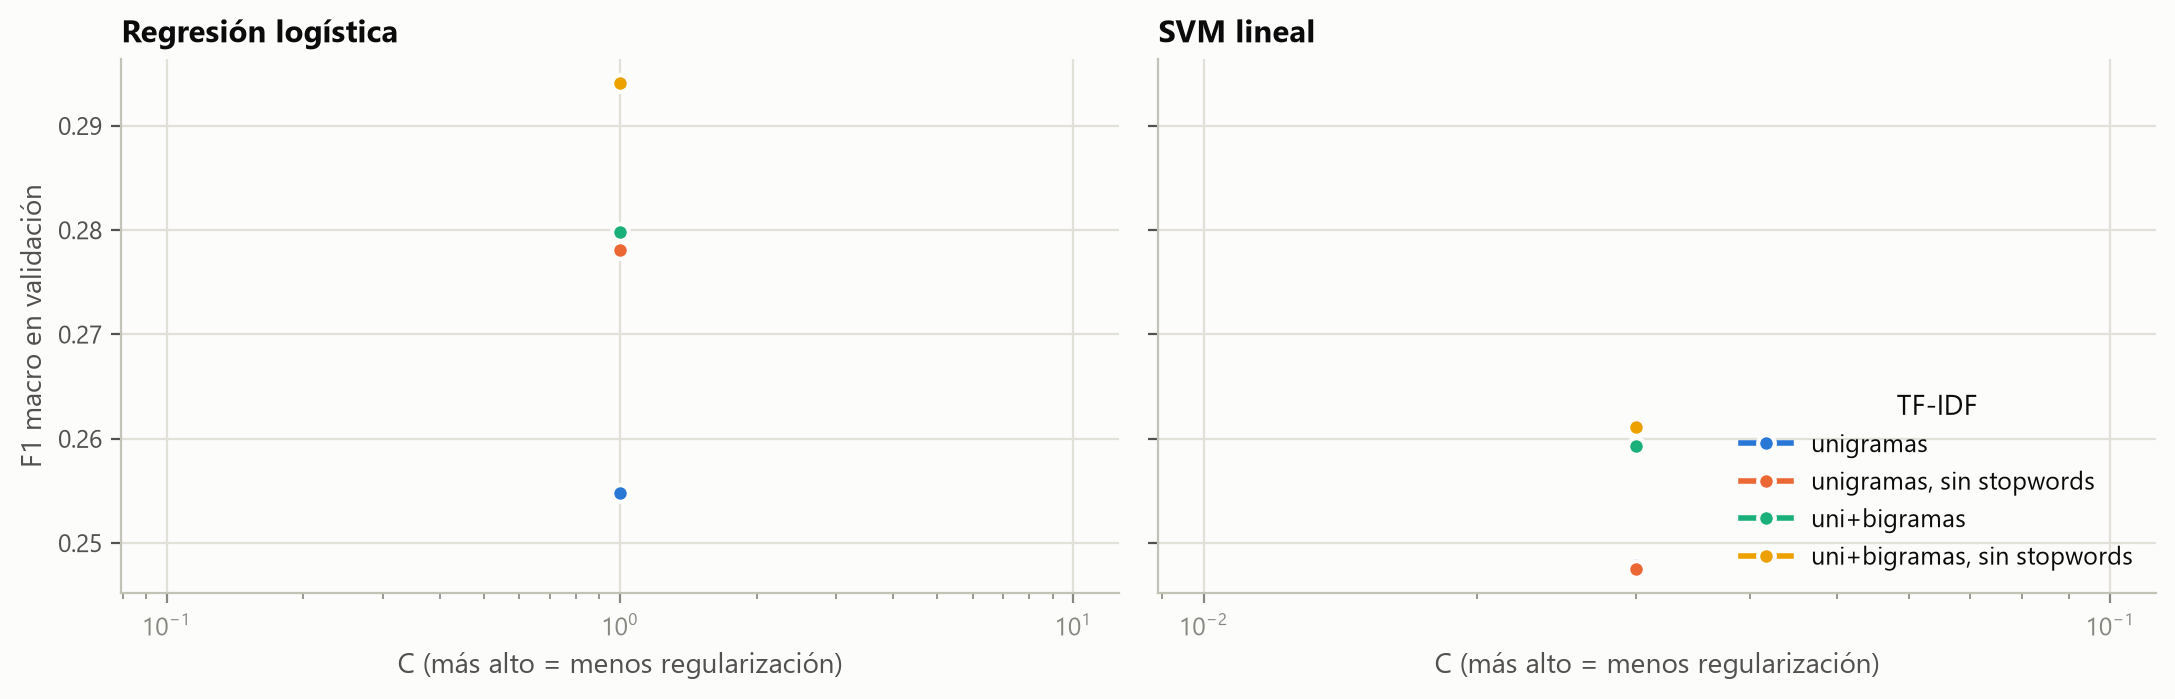 Regresión logística
F1 macro en validación
0.29
0.28
0.27
0.26
0.25
10⁻¹
10⁰
10¹
C (más alto = menos regularización)
SVM lineal
TF-IDF
unigramas
unigramas, sin stopwords
uni+bigramas
uni+bigramas, sin stopwords
10⁻²
10⁻¹
C (más alto = menos regularización)